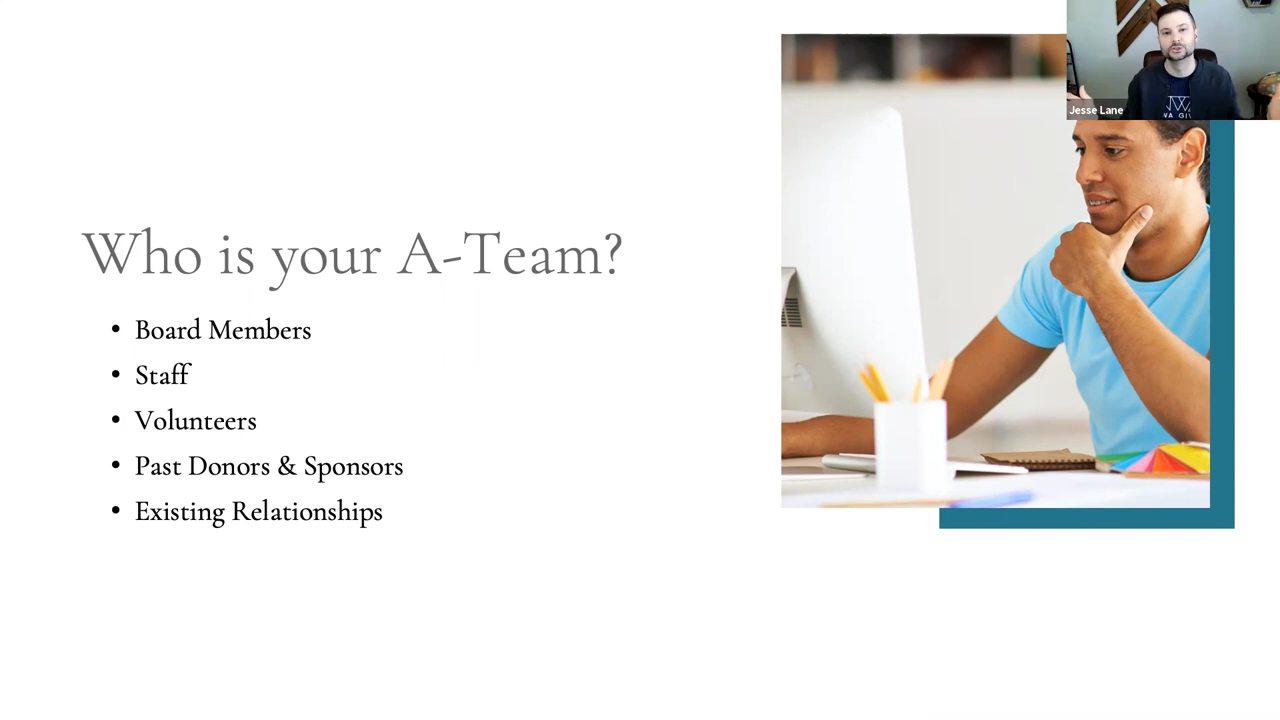 Who is your A-Team?
• Board Members
• Staff
• Volunteers
• Past Donors & Sponsors
• Existing Relationships
Jesse Lane